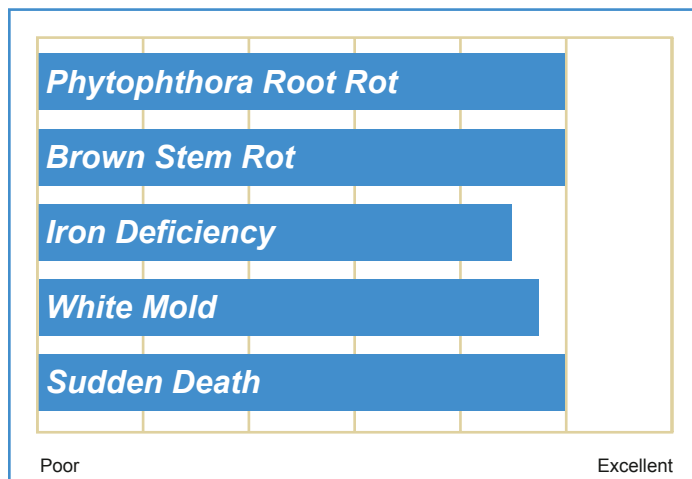 Phytophthora Root Rot
Brown Stem Rot
Iron Deficiency
White Mold
Sudden Death
Poor Excellent